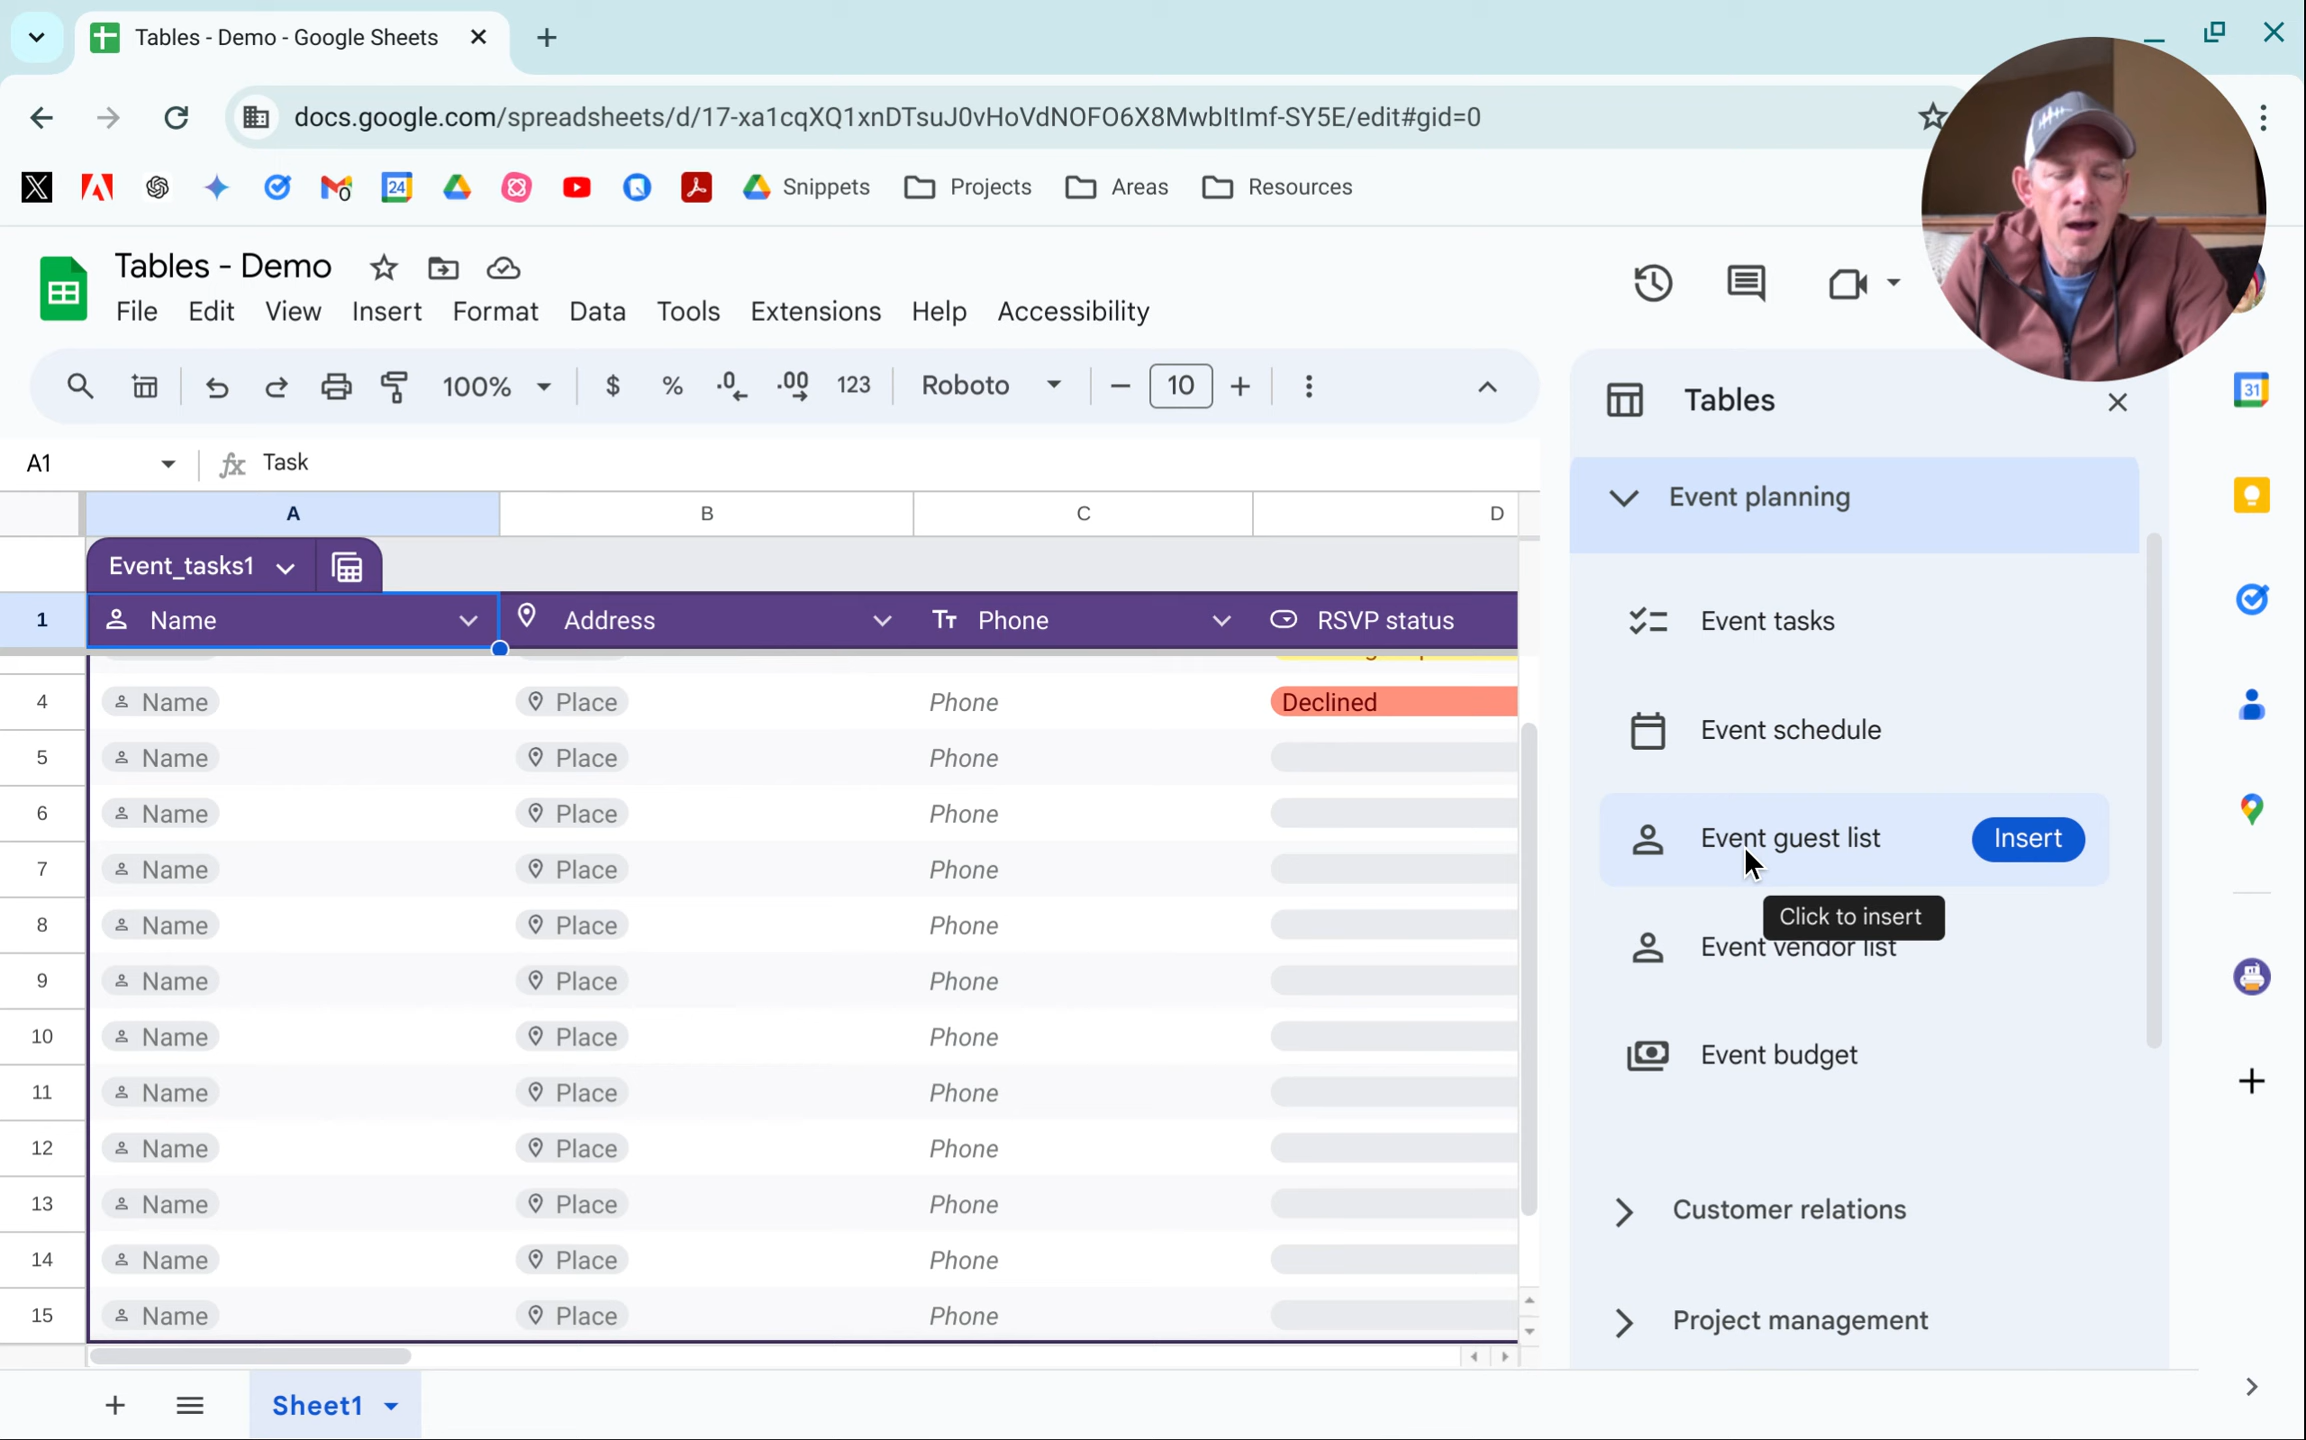 Tables - Demo - Google Sheets
docs.google.com/spreadsheets/d/17-xa1cqXQ1xnDTsuJ0vHoVdNOFO6X8MwbItImf-SY5E/edit#gid=0
0
24
Snippets
Projects
Areas
Resources
Tables - Demo
File Edit View Insert Format Data Tools Extensions Help Accessibility
100% $ % .0 .00 123 Roboto 10
A1 fx Task
A B C D
Event_tasks1
1 Name Address Phone RSVP status
4 Name Place Phone Declined
5 Name Place Phone
6 Name Place Phone
7 Name Place Phone
8 Name Place Phone
9 Name Place Phone
10 Name Place Phone
11 Name Place Phone
12 Name Place Phone
13 Name Place Phone
14 Name Place Phone
15 Name Place Phone
Sheet1
Tables
Event planning
Event tasks
Event schedule
Event guest list Insert
Click to insert
Event vendor list
Event budget
Customer relations
Project management
31